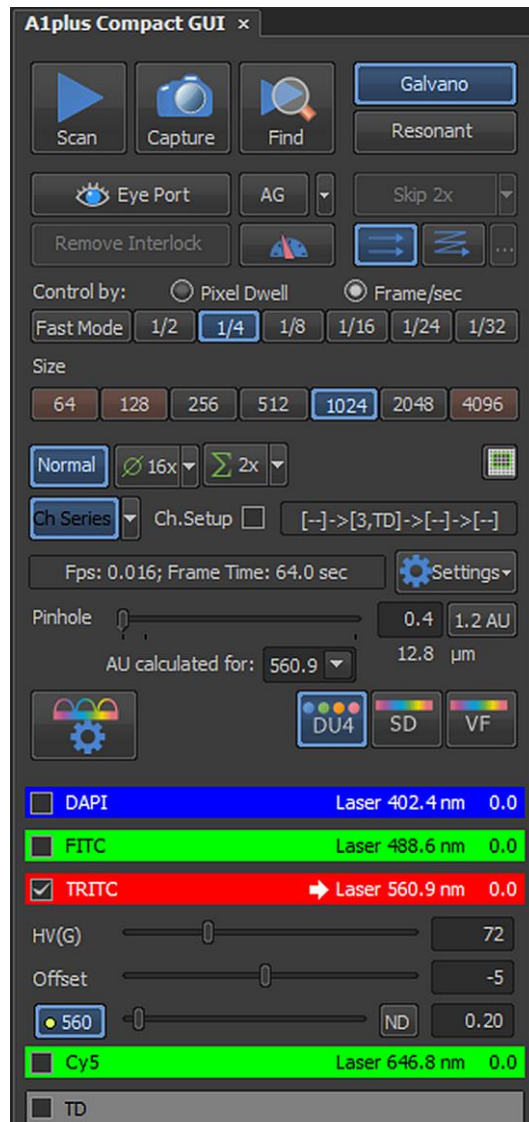 A1plus Compact GUI ×
Scan Capture Find Galvano
Resonant
Eye Port AG Skip 2x
Remove Interlock ...
Control by: Pixel Dwell Frame/sec
Fast Mode 1/2 1/4 1/8 1/16 1/24 1/32
Size
64 128 256 512 1024 2048 4096
Normal 16x ∑ 2x
Ch Series Ch.Setup [--]->[3,TD]->[--]->[--]
Fps: 0.016; Frame Time: 64.0 sec Settings
Pinhole 0.4 1.2 AU
AU calculated for: 560.9 12.8 µm
DU4 SD VF
DAPI Laser 402.4 nm 0.0
FITC Laser 488.6 nm 0.0
TRITC Laser 560.9 nm 0.0
HV(G) 72
Offset -5
560 ND 0.20
Cy5 Laser 646.8 nm 0.0
TD